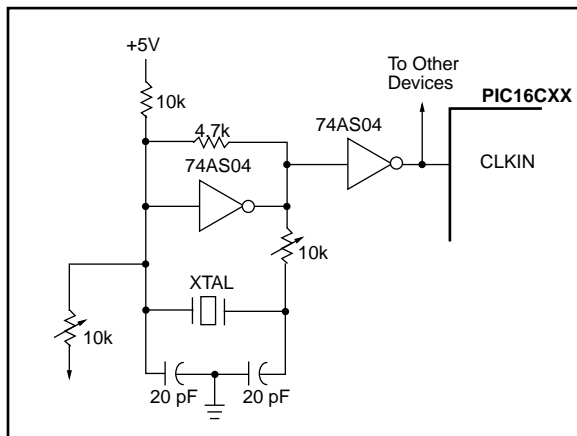 +5V
To Other
Devices
PIC16CXX
10k
4.7k
74AS04
74AS04
CLKIN
10k
XTAL
10k
20 pF
20 pF